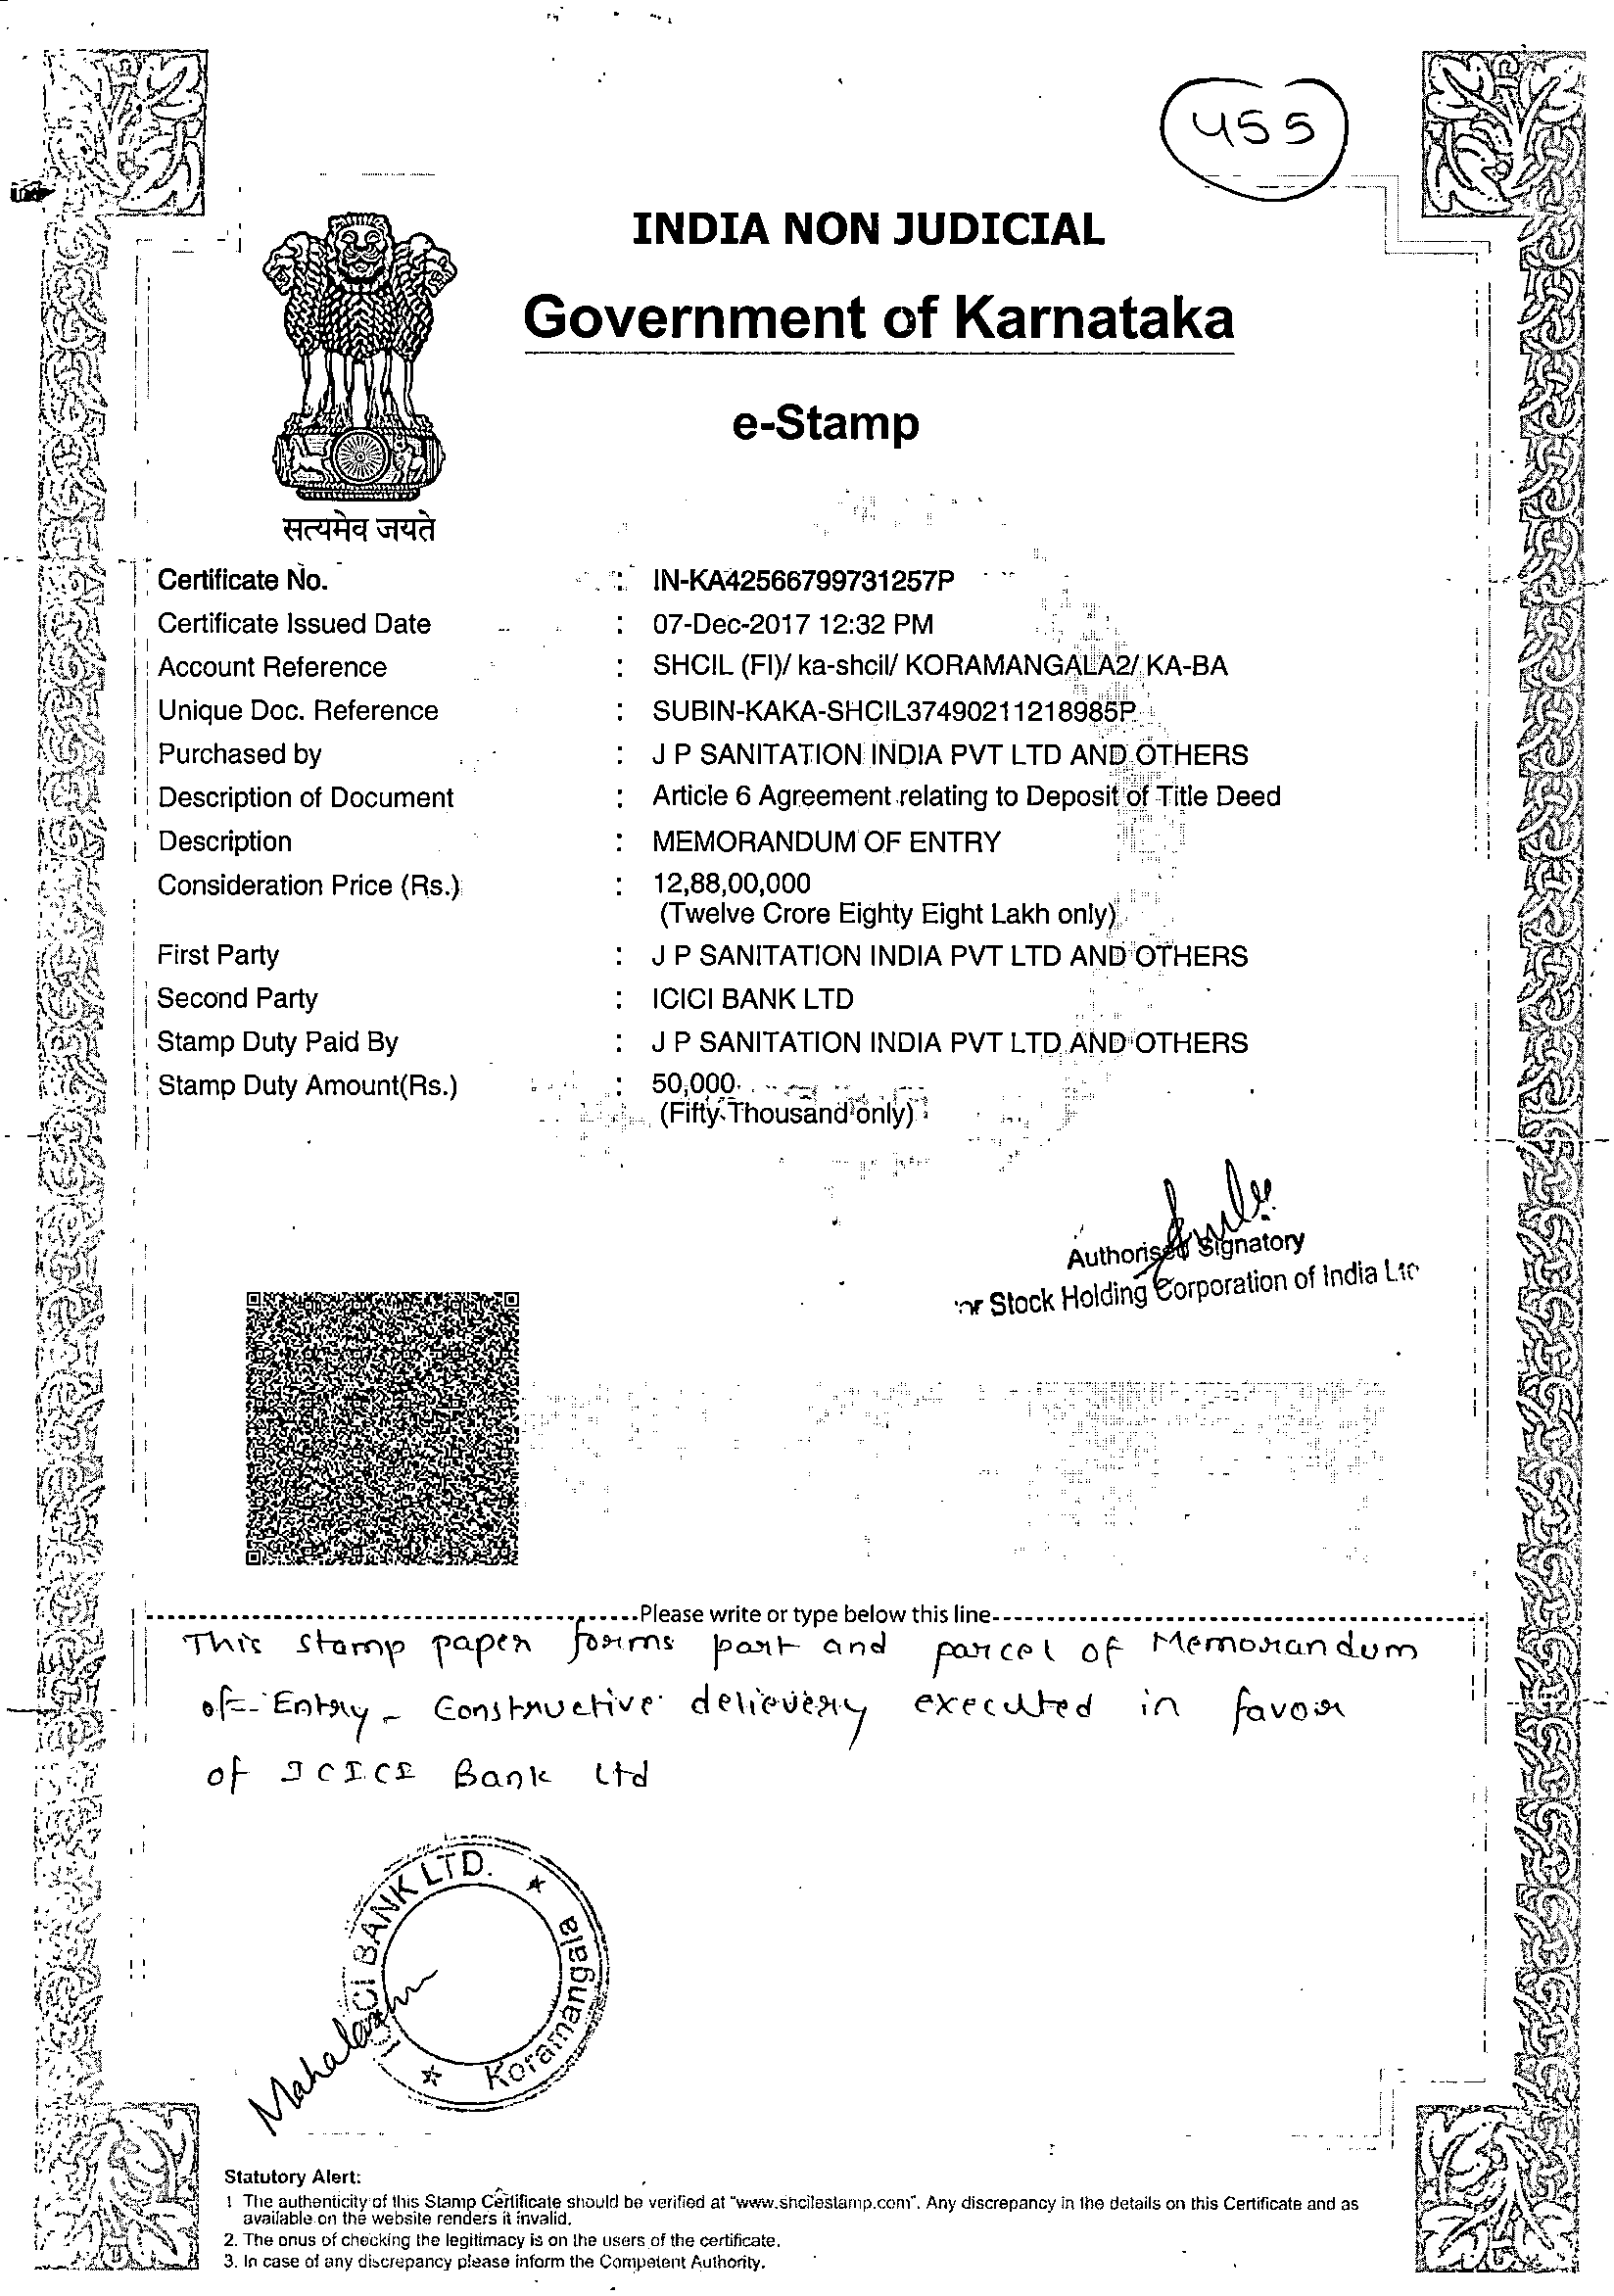 455
INDIA NON JUDICIAL
Government of Karnataka
e-Stamp
सत्यमेव जयते
Certificate No. : IN-KA42566799731257P
Certificate Issued Date : 07-Dec-2017 12:32 PM
Account Reference : SHCIL (FI)/ ka-shcil/ KORAMANGALA2/ KA-BA
Unique Doc. Reference : SUBIN-KAKA-SHCIL37490211218985P
Purchased by : J P SANITATION INDIA PVT LTD AND OTHERS
Description of Document : Article 6 Agreement relating to Deposit of Title Deed
Description : MEMORANDUM OF ENTRY
Consideration Price (Rs.) : 12,88,00,000
(Twelve Crore Eighty Eight Lakh only)
First Party : J P SANITATION INDIA PVT LTD AND OTHERS
Second Party : ICICI BANK LTD
Stamp Duty Paid By : J P SANITATION INDIA PVT LTD AND OTHERS
Stamp Duty Amount(Rs.) : 50,000
(Fifty Thousand only)
Authorised Signatory
Stock Holding Corporation of India Ltd
Please write or type below this line
This stamp paper forms part and parcel of Memorandum
of Entry - Constructive delievery executed in favour
of ICICI Bank Ltd
ICICI BANK LTD.
Koramangala
Statutory Alert:
1 The authenticity of this Stamp Certificate should be verified at "www.shcilestamp.com". Any discrepancy in the details on this Certificate and as
available on the website renders it invalid.
2. The onus of checking the legitimacy is on the users of the certificate.
3. In case of any discrepancy please inform the Competent Authority.